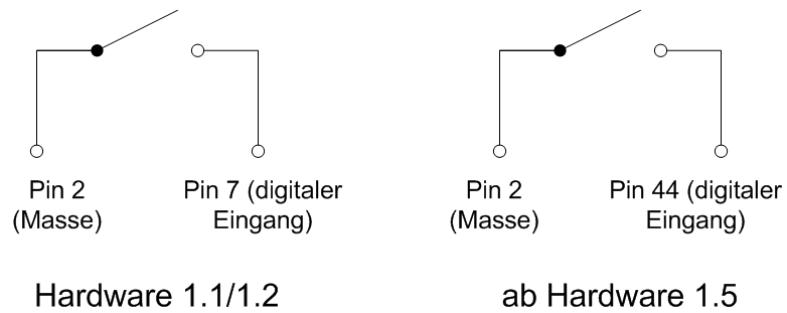 Pin 2
(Masse)
Pin 7 (digitaler
Eingang)
Pin 2
(Masse)
Pin 44 (digitaler
Eingang)
Hardware 1.1/1.2
ab Hardware 1.5